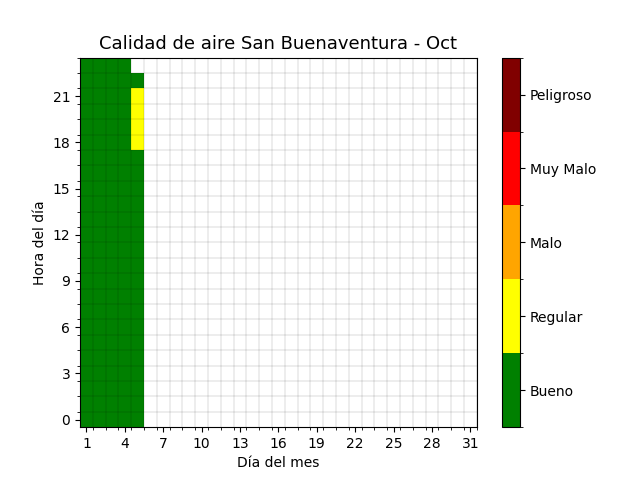 Calidad de aire San Buenaventura - Oct
Hora del día
21
18
15
12
9
6
3
0
1 4 7 10 13 16 19 22 25 28 31
Día del mes
Peligroso
Muy Malo
Malo
Regular
Bueno